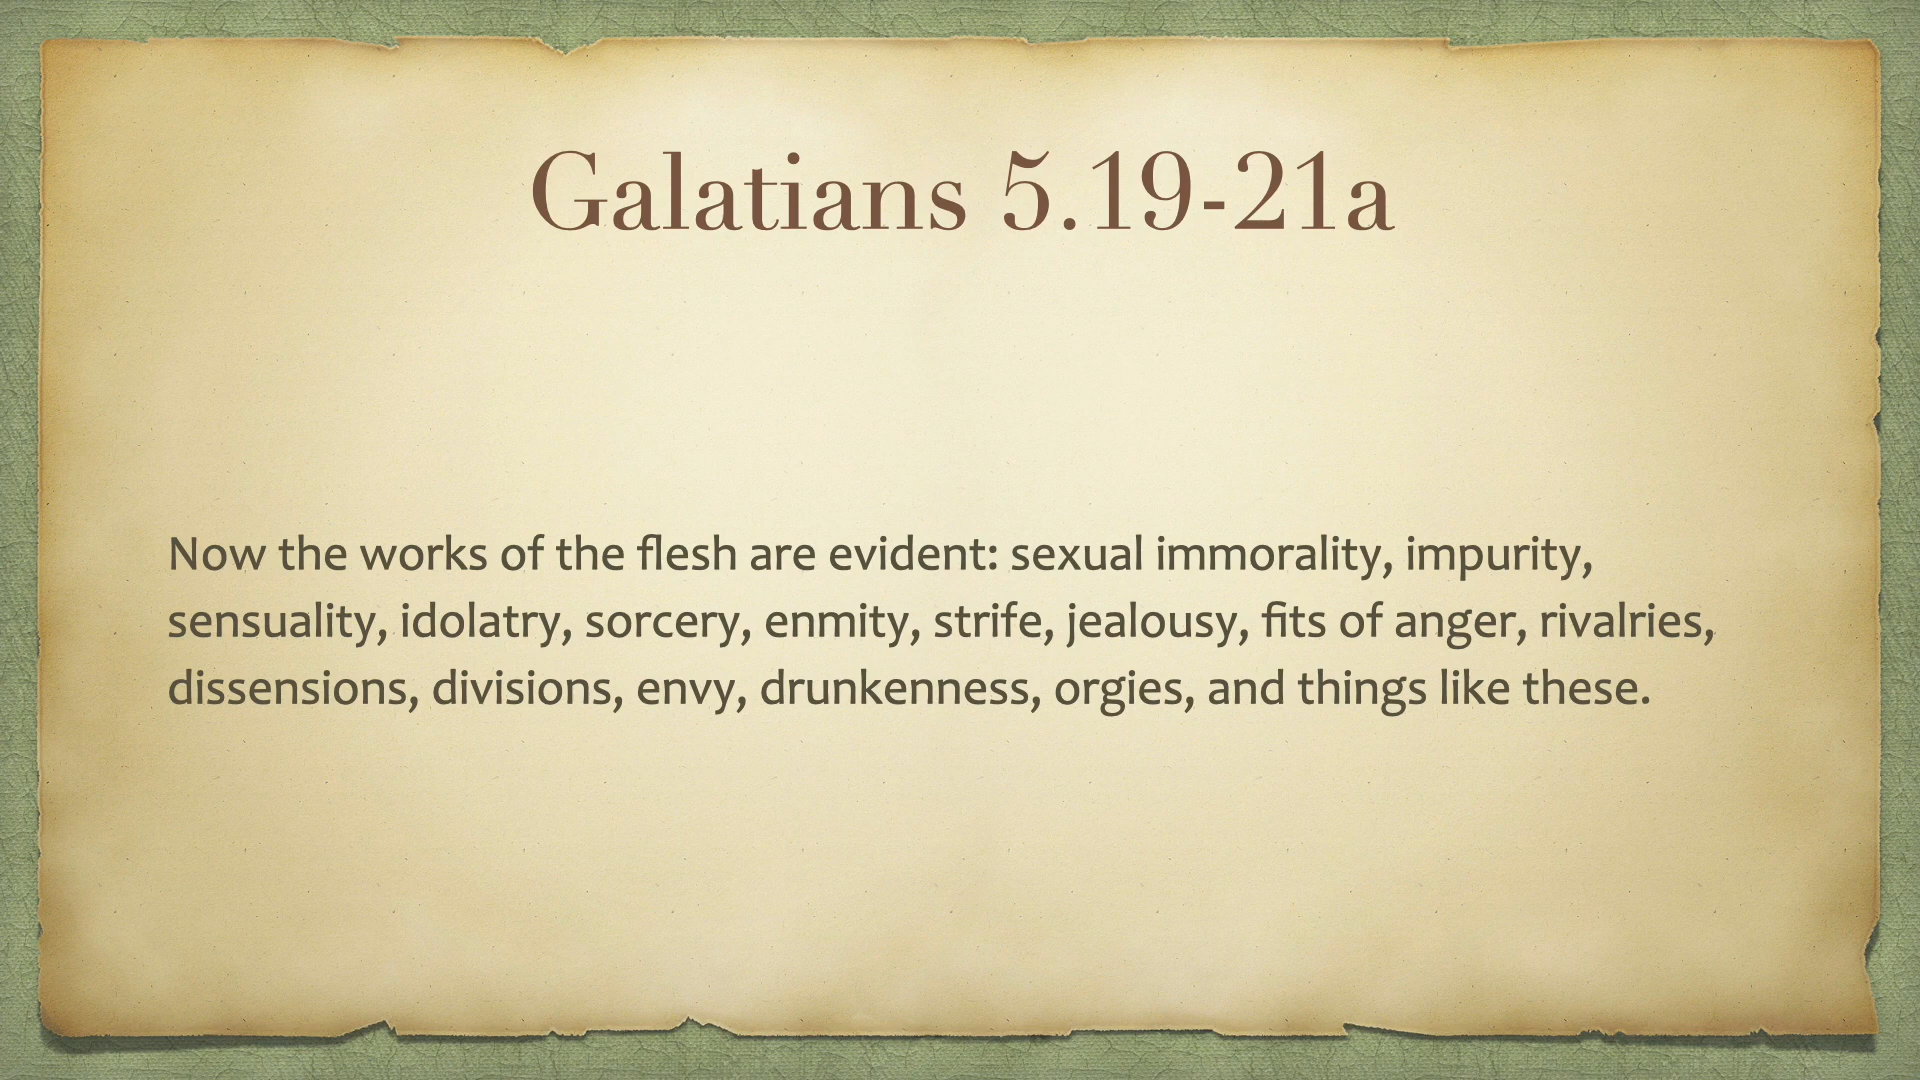 Galatians 5.19-21a
Now the works of the flesh are evident: sexual immorality, impurity,
sensuality, idolatry, sorcery, enmity, strife, jealousy, fits of anger, rivalries,
dissensions, divisions, envy, drunkenness, orgies, and things like these.